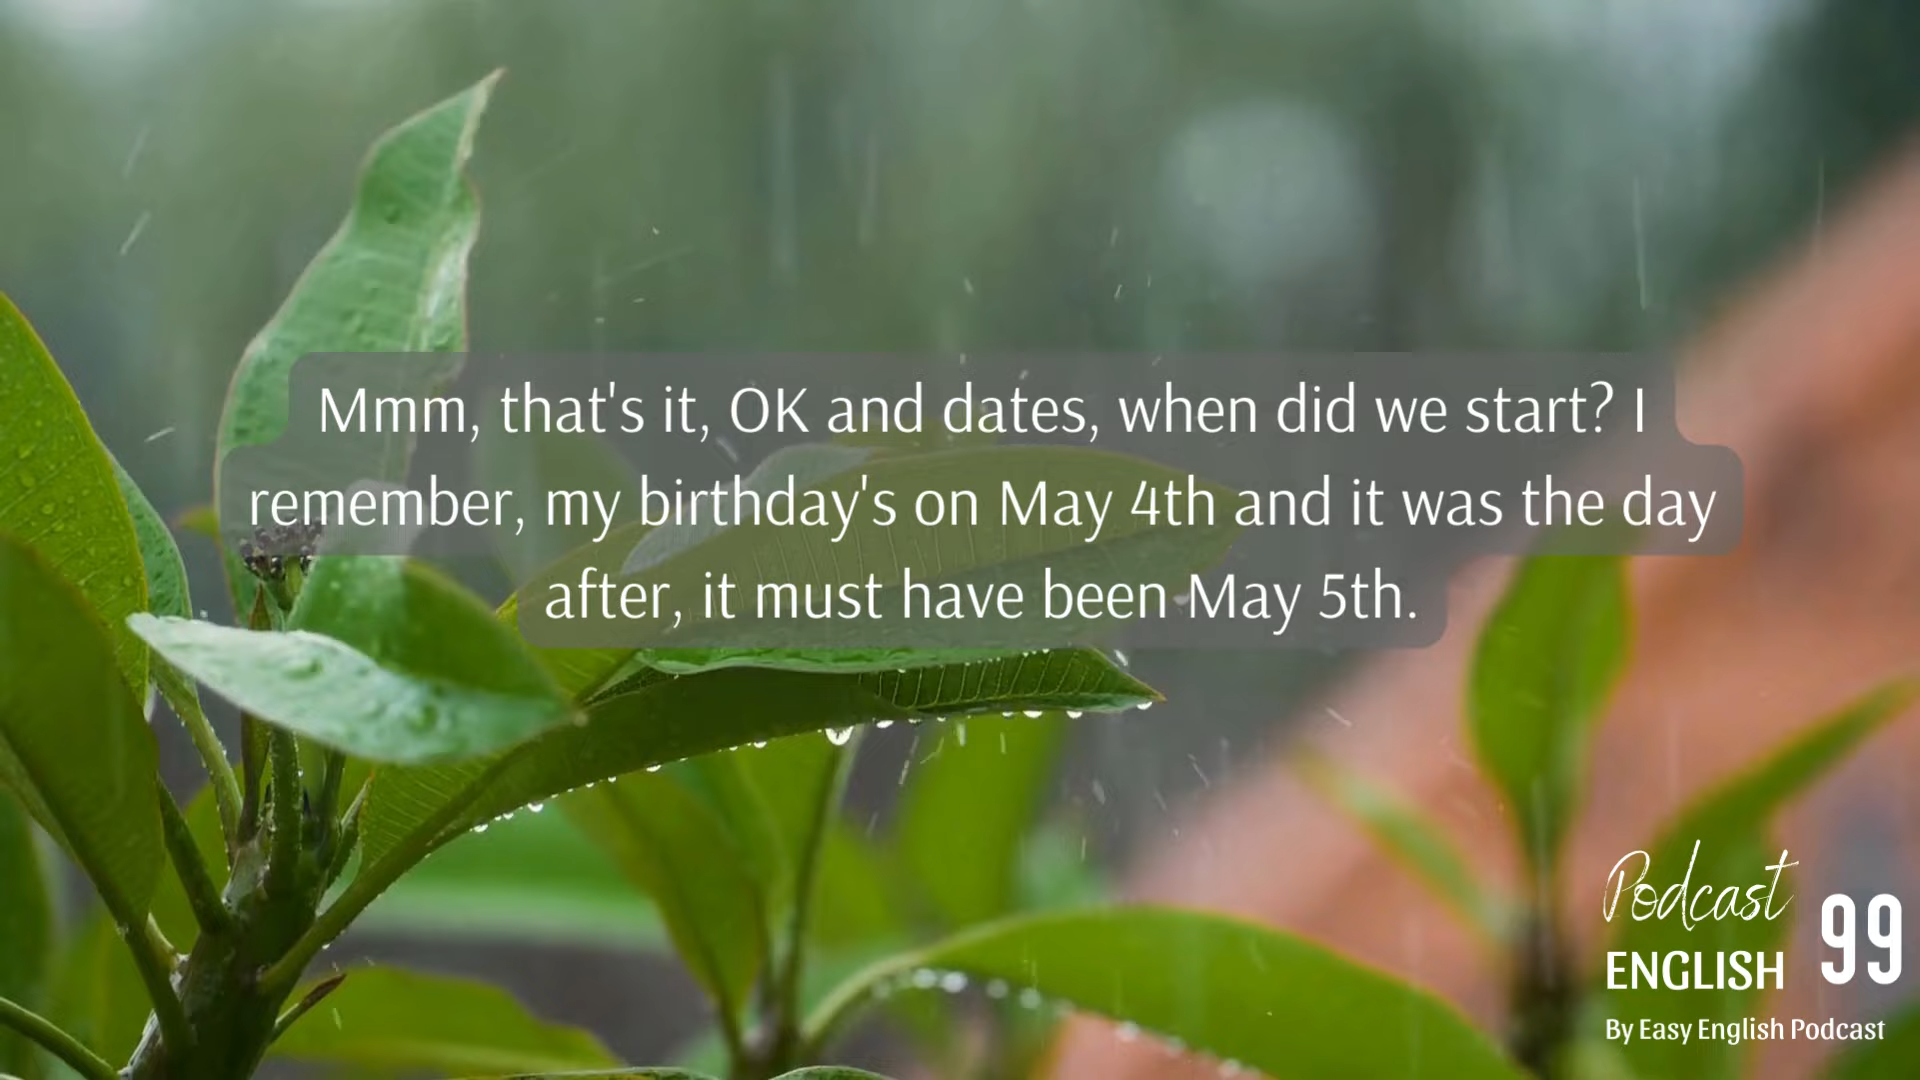 Mmm, that's it, OK and dates, when did we start? I
remember, my birthday's on May 4th and it was the day
after, it must have been May 5th.
Podcast
ENGLISH 99
By Easy English Podcast